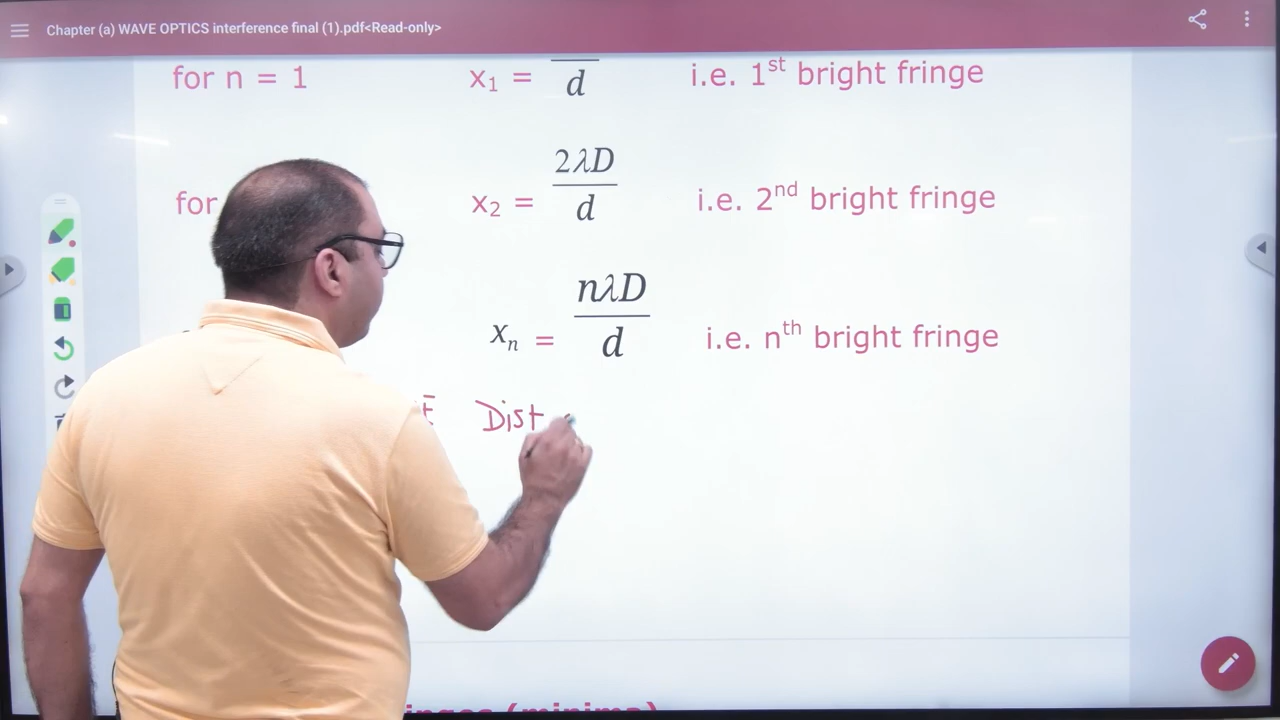 Chapter (a) WAVE OPTICS interference final (1).pdf<Read-only>
for n = 1 x₁ = d i.e. 1ˢᵗ bright fringe
for x₂ = 2λD/d i.e. 2ⁿᵈ bright fringe
xₙ = nλD/d i.e. nᵗʰ bright fringe
Dist
(minima)